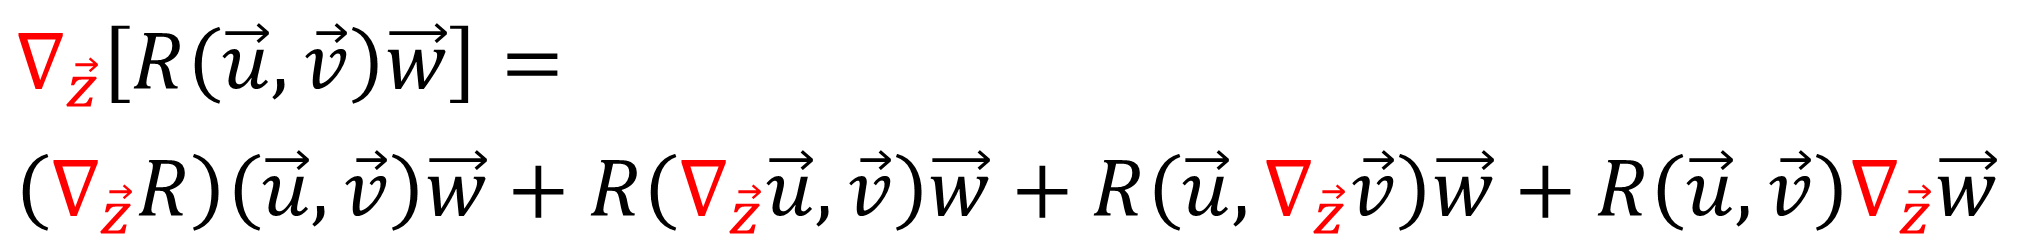 ∇_z⃗ [R(u⃗, v⃗)w⃗] =
(∇_z⃗ R)(u⃗, v⃗)w⃗ + R(∇_z⃗ u⃗, v⃗)w⃗ + R(u⃗, ∇_z⃗ v⃗)w⃗ + R(u⃗, v⃗)∇_z⃗ w⃗